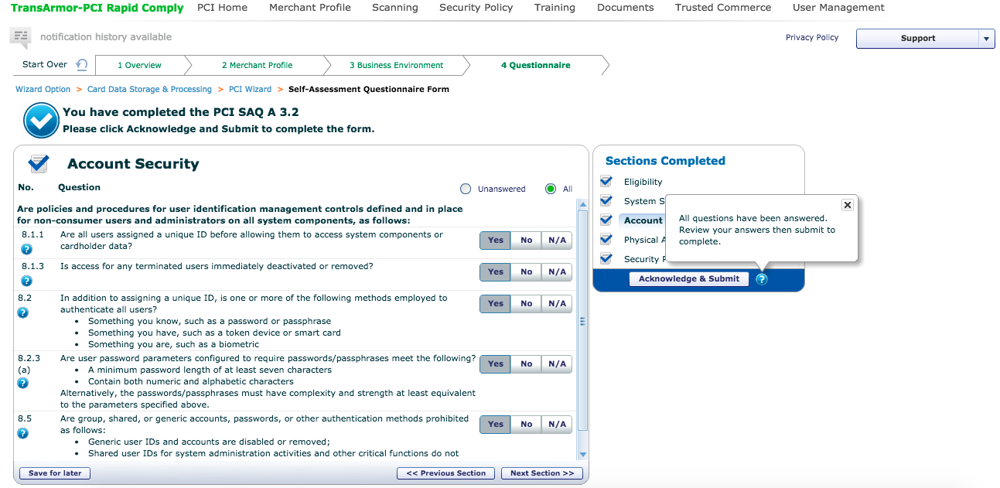 TransArmor-PCI Rapid Comply PCI Home Merchant Profile Scanning Security Policy Training Documents Trusted Commerce User Management
notification history available
Privacy Policy
Support
Start Over 1 Overview 2 Merchant Profile 3 Business Environment 4 Questionnaire
Wizard Option > Card Data Storage & Processing > PCI Wizard > Self-Assessment Questionnaire Form
You have completed the PCI SAQ A 3.2
Please click Acknowledge and Submit to complete the form.
Account Security
No. Question
Unanswered All
Are policies and procedures for user identification management controls defined and in place
for non-consumer users and administrators on all system components, as follows:
8.1.1 Are all users assigned a unique ID before allowing them to access system components or
cardholder data?
Yes No N/A
?
8.1.3 Is access for any terminated users immediately deactivated or removed?
Yes No N/A
?
8.2 In addition to assigning a unique ID, is one or more of the following methods employed to
authenticate all users?
Yes No N/A
?
• Something you know, such as a password or passphrase
• Something you have, such as a token device or smart card
• Something you are, such as a biometric
8.2.3 Are user password parameters configured to require passwords/passphrases meet the following?
Yes No N/A
(a) • A minimum password length of at least seven characters
? • Contain both numeric and alphabetic characters
Alternatively, the passwords/passphrases must have complexity and strength at least equivalent
to the parameters specified above.
8.5 Are group, shared, or generic accounts, passwords, or other authentication methods prohibited
as follows:
Yes No N/A
?
• Generic user IDs and accounts are disabled or removed;
• Shared user IDs for system administration activities and other critical functions do not
Save for later << Previous Section Next Section >>
Sections Completed
Eligibility
System S
Account
Physical A
Security P
All questions have been answered.
Review your answers then submit to
complete.
Acknowledge & Submit ?